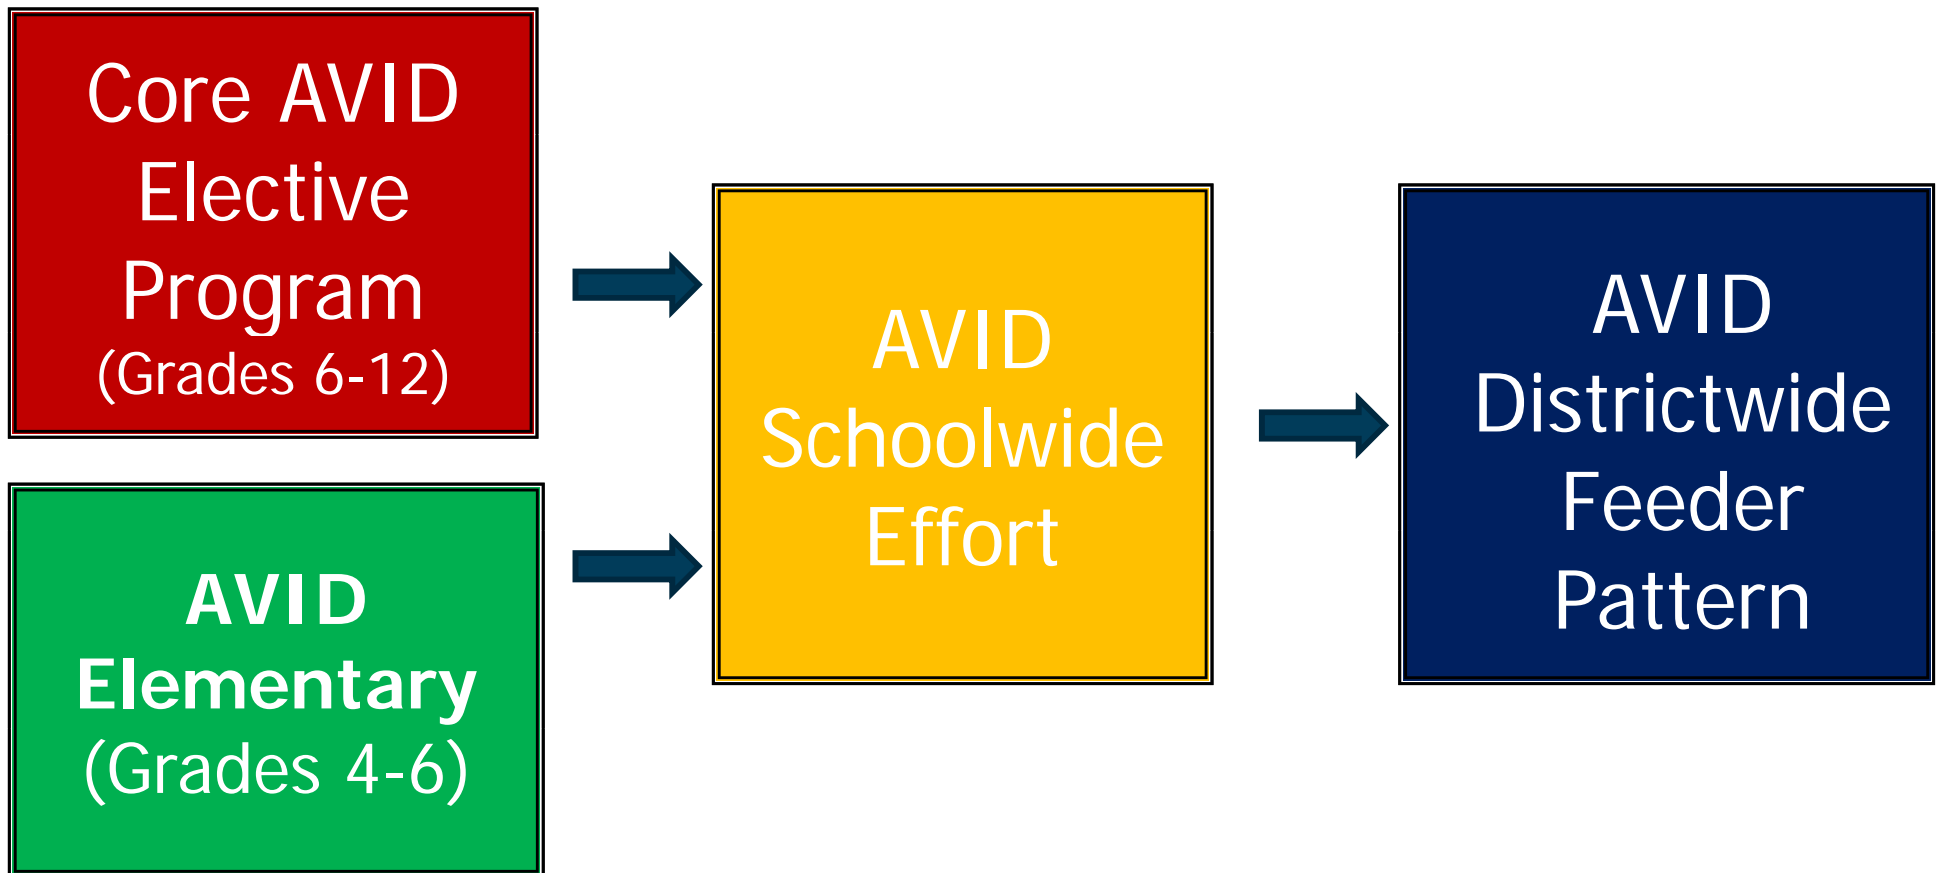 Core AVID
Elective
Program
(Grades 6-12)
AVID
Elementary
(Grades 4-6)
AVID
Schoolwide
Effort
AVID
Districtwide
Feeder
Pattern